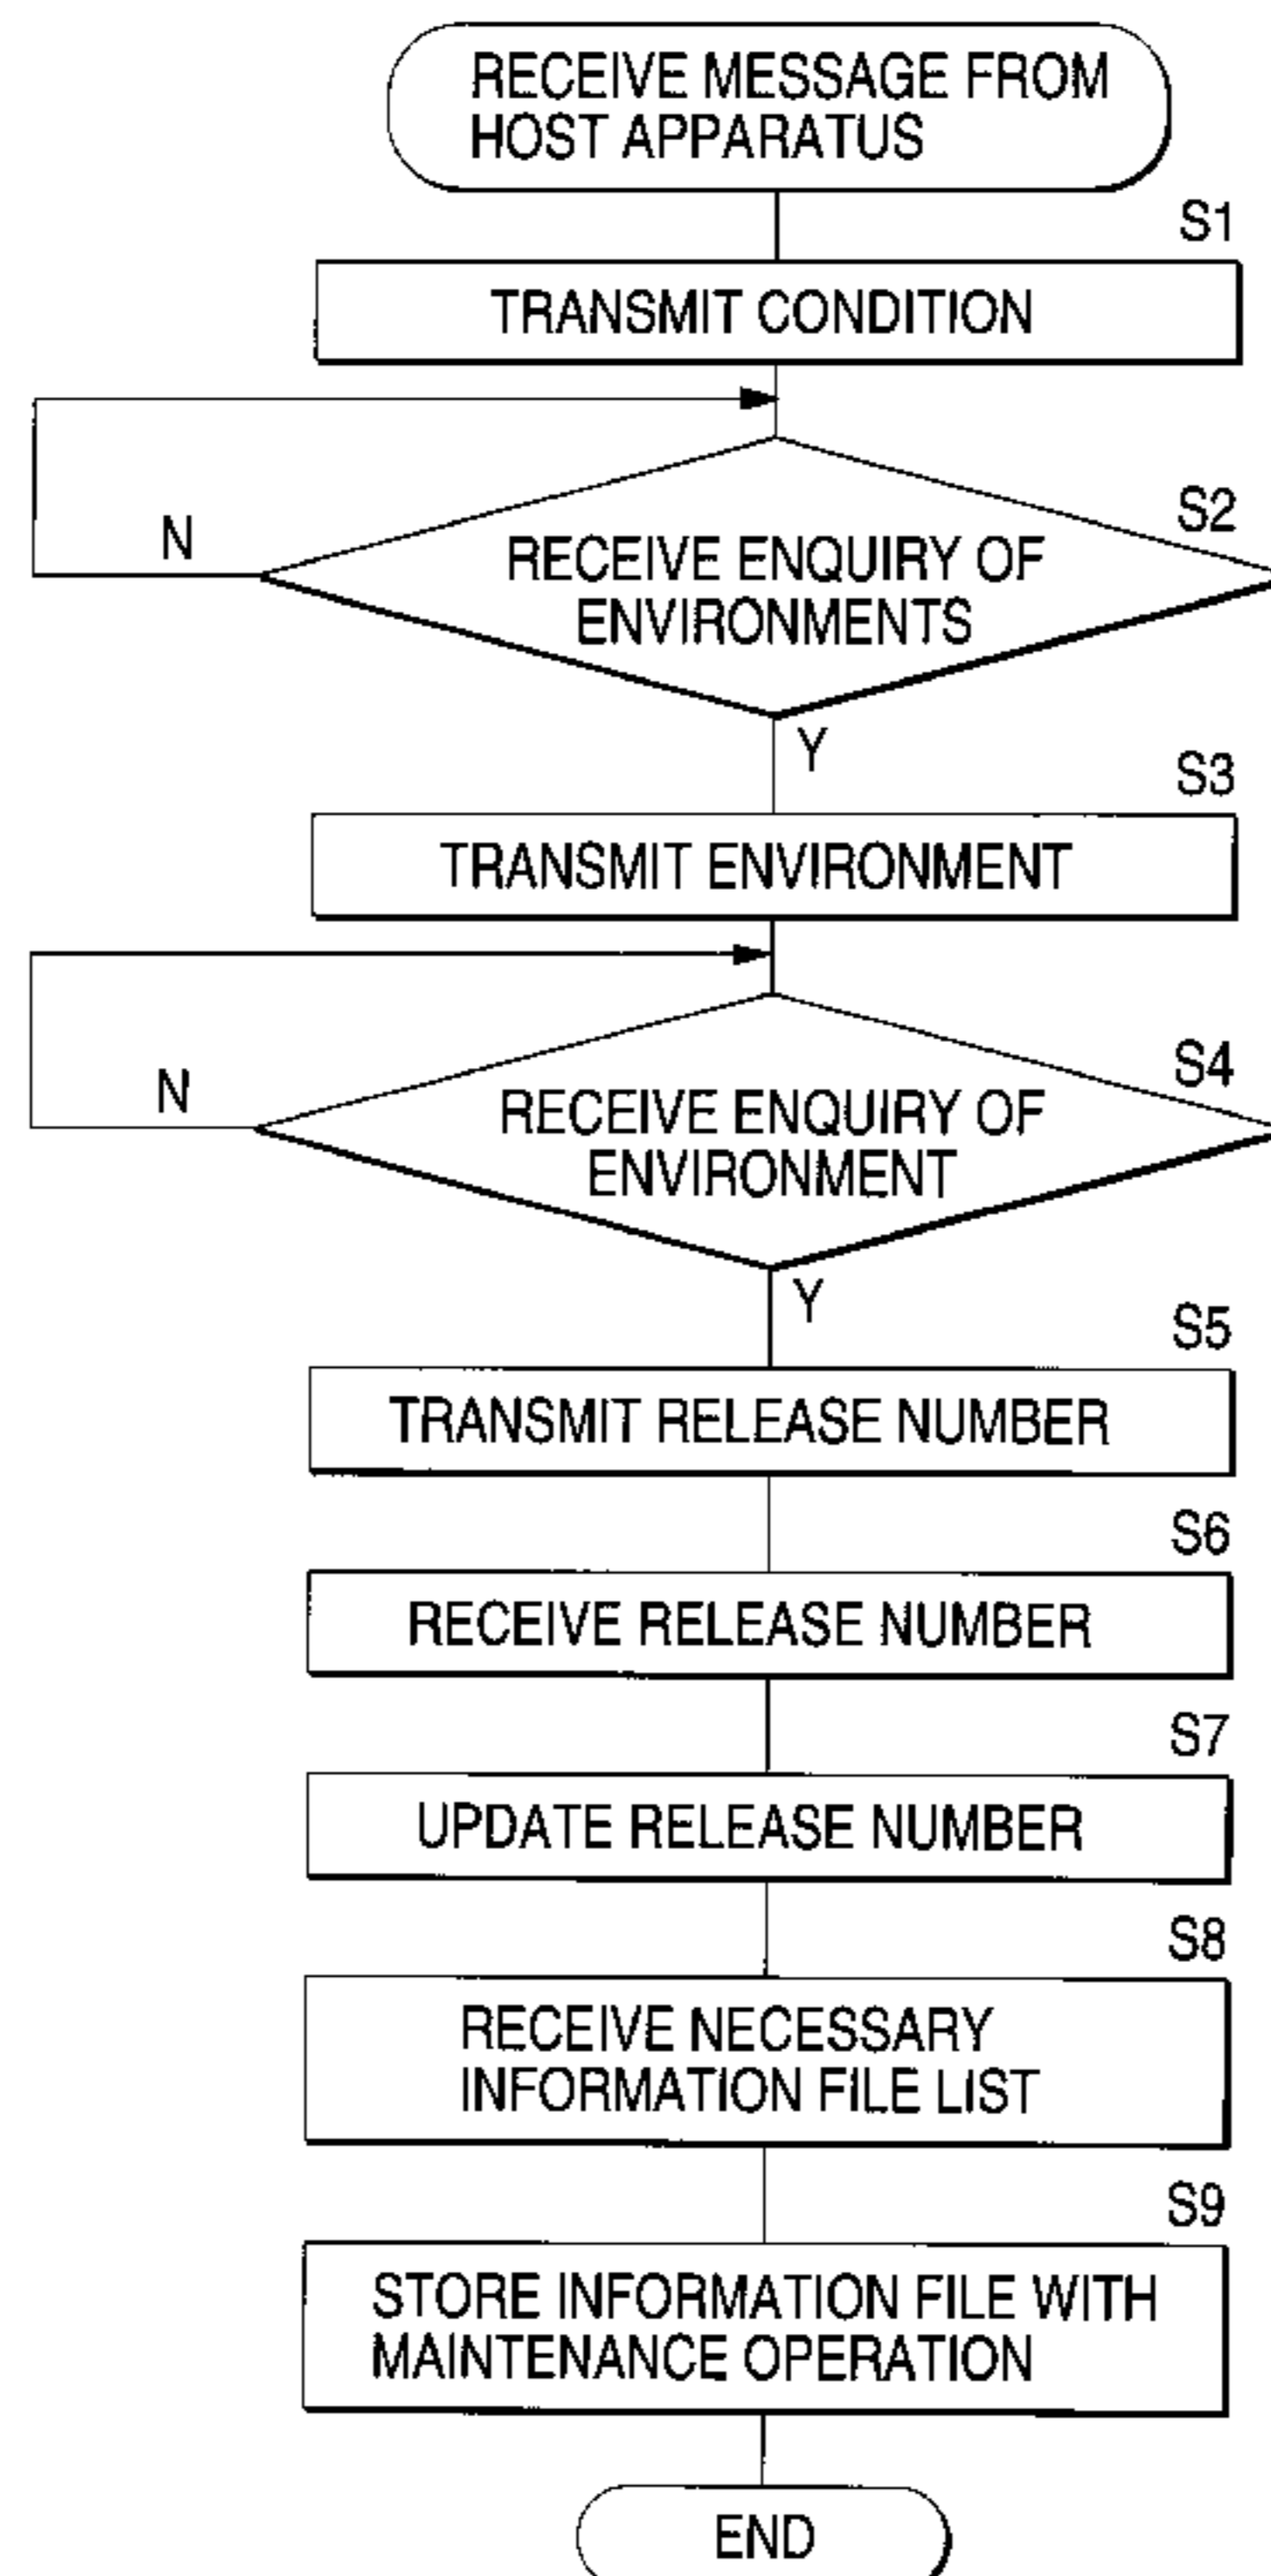 RECEIVE MESSAGE FROM
HOST APPARATUS
S1
TRANSMIT CONDITION
S2
N
RECEIVE ENQUIRY OF
ENVIRONMENTS
Y
S3
TRANSMIT ENVIRONMENT
S4
N
RECEIVE ENQUIRY OF
ENVIRONMENT
Y
S5
TRANSMIT RELEASE NUMBER
S6
RECEIVE RELEASE NUMBER
S7
UPDATE RELEASE NUMBER
S8
RECEIVE NECESSARY
INFORMATION FILE LIST
S9
STORE INFORMATION FILE WITH
MAINTENANCE OPERATION
END